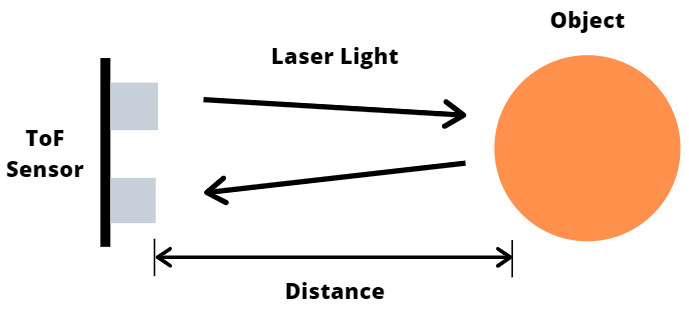 Object
Laser Light
ToF
Sensor
Distance